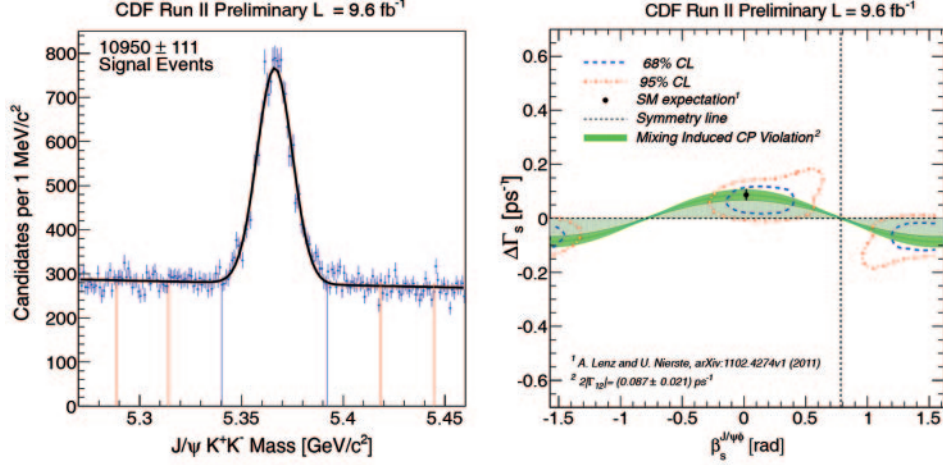 CDF Run II Preliminary L = 9.6 fb⁻¹
10950 ± 111
Signal Events
Candidates per 1 MeV/c²
800
700
600
500
400
300
200
100
0
5.3
5.35
5.4
5.45
J/ψ K⁺K⁻ Mass [GeV/c²]
CDF Run II Preliminary L = 9.6 fb⁻¹
68% CL
95% CL
SM expectation¹
Symmetry line
Mixing Induced CP Violation²
ΔΓₛ [ps⁻¹]
0.6
0.4
0.2
0
-0.2
-0.4
-0.6
¹ A. Lenz and U. Nierste, arXiv:1102.4274v1 (2011)
² 2|Γ₁₂|= (0.087 ± 0.021) ps⁻¹
-1.5
-1
-0.5
0
0.5
1
1.5
βₛ^J/ψϕ [rad]